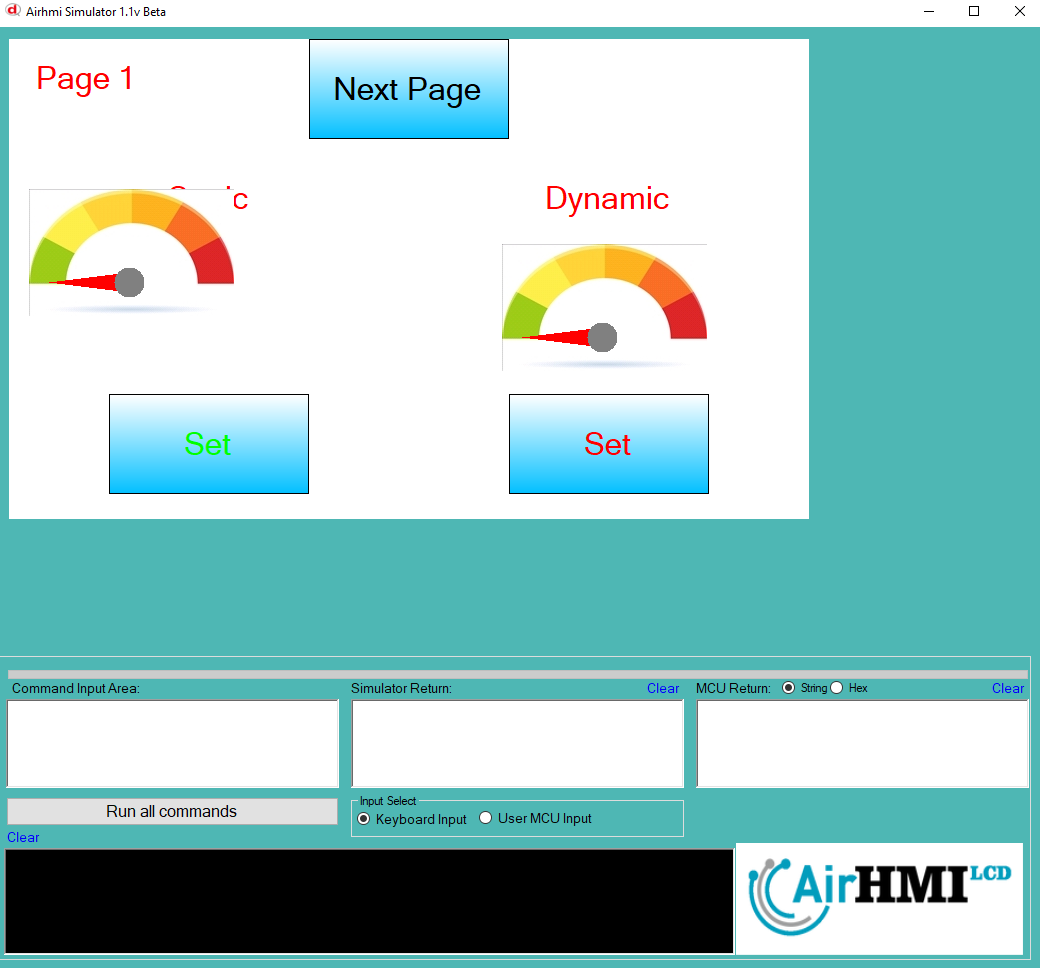 Airhmi Simulator 1.1v Beta
Page 1
Next Page
Dynamic
Set
Set
Command Input Area:
Simulator Return:
Clear
MCU Return:
String
Hex
Clear
Run all commands
Input Select
Keyboard Input
User MCU Input
Clear
AirHMI LCD